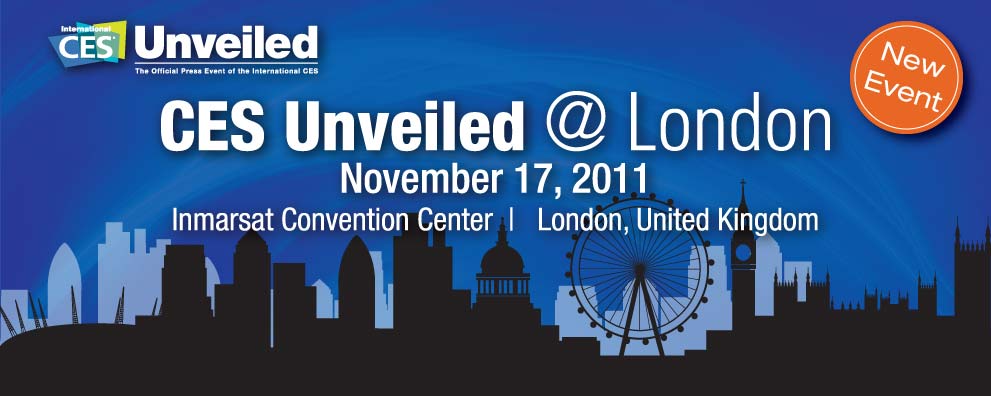 International
CES Unveiled
The Official Press Event of the International CES
New
Event
CES Unveiled @ London
November 17, 2011
Inmarsat Convention Center | London, United Kingdom